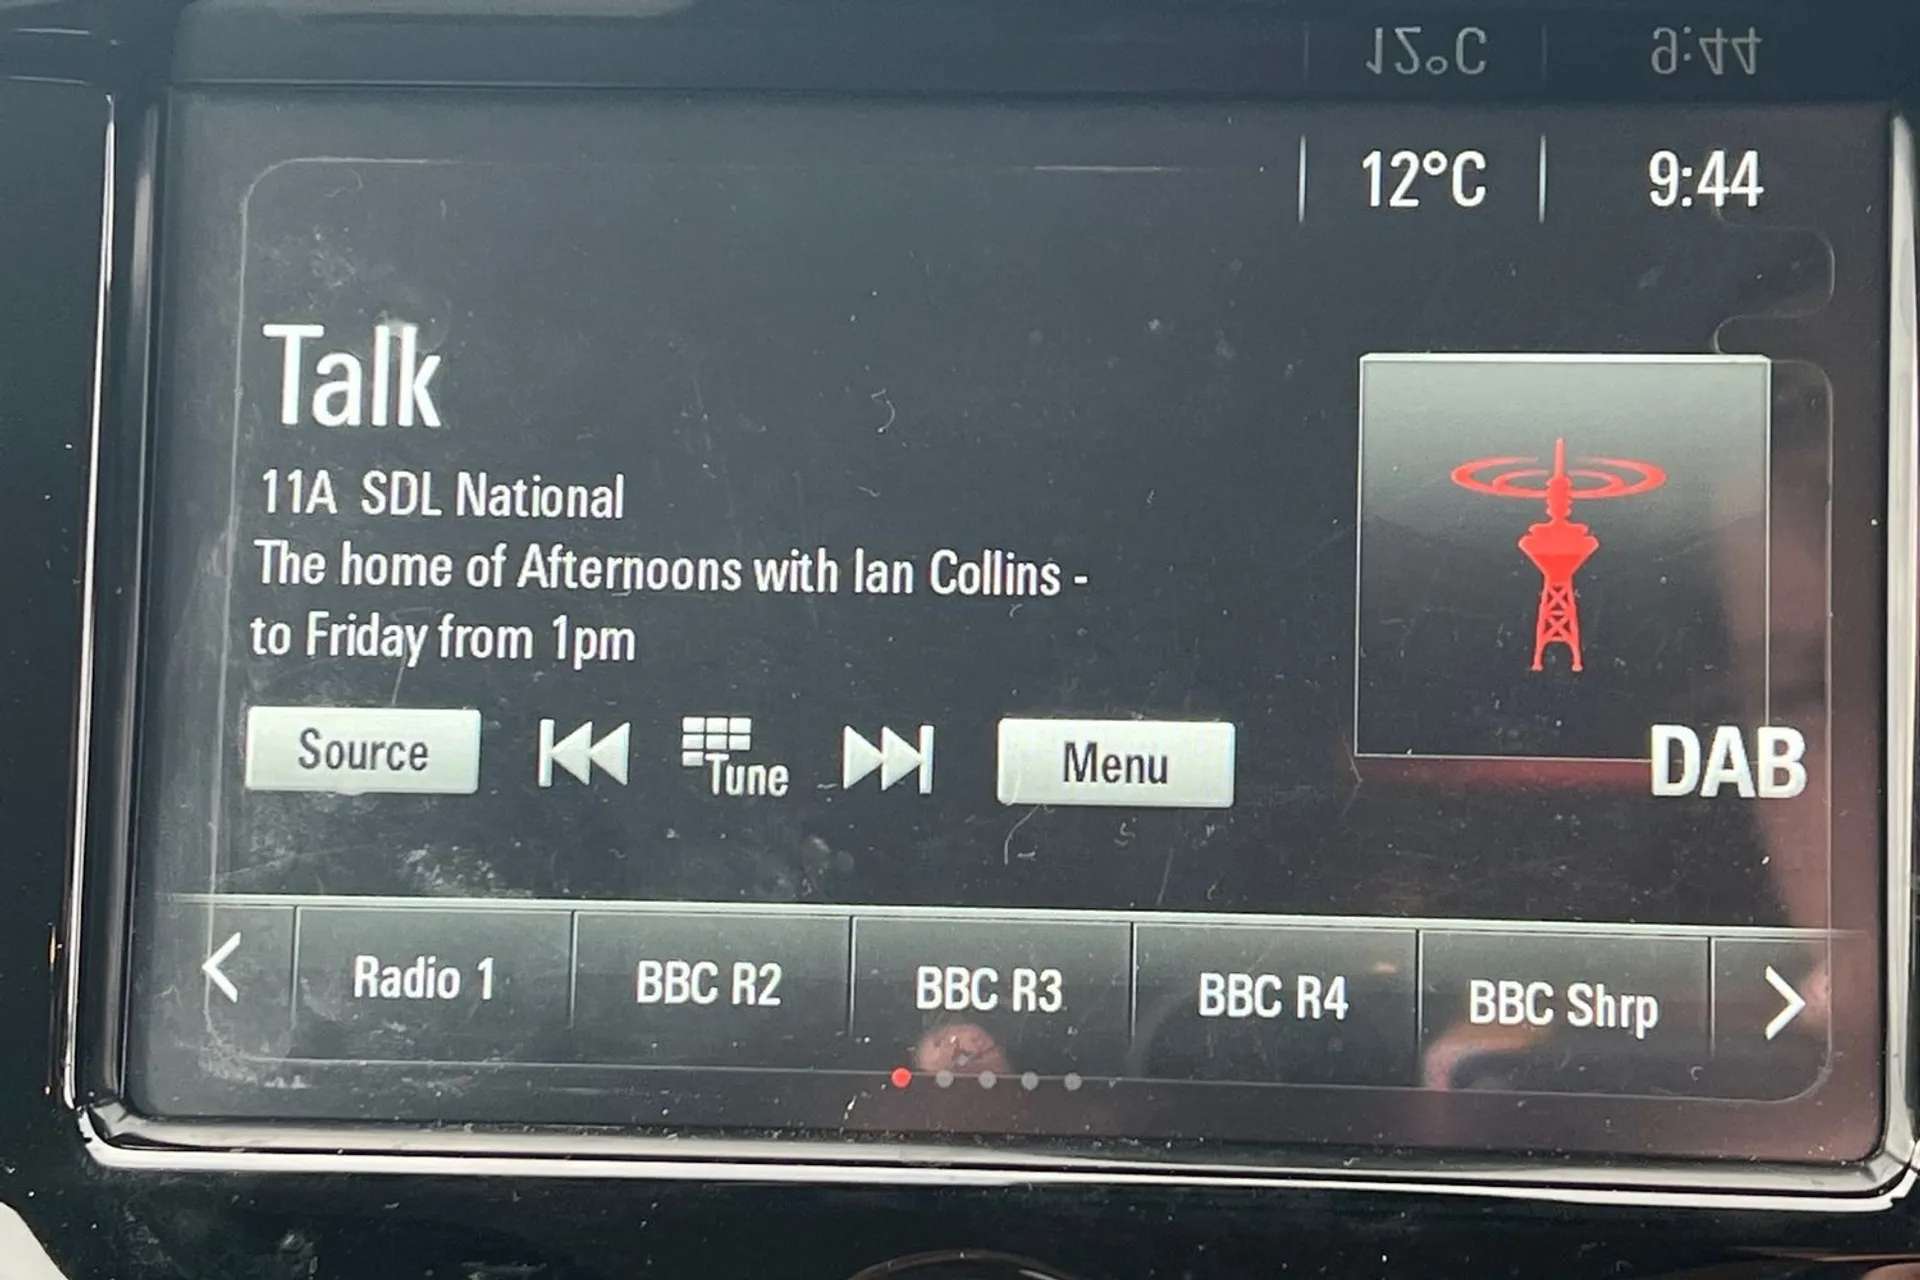 12°C 9:44
Talk
11A SDL National
The home of Afternoons with Ian Collins -
to Friday from 1pm
Source Tune Menu
DAB
Radio 1 BBC R2 BBC R3 BBC R4 BBC Shrp